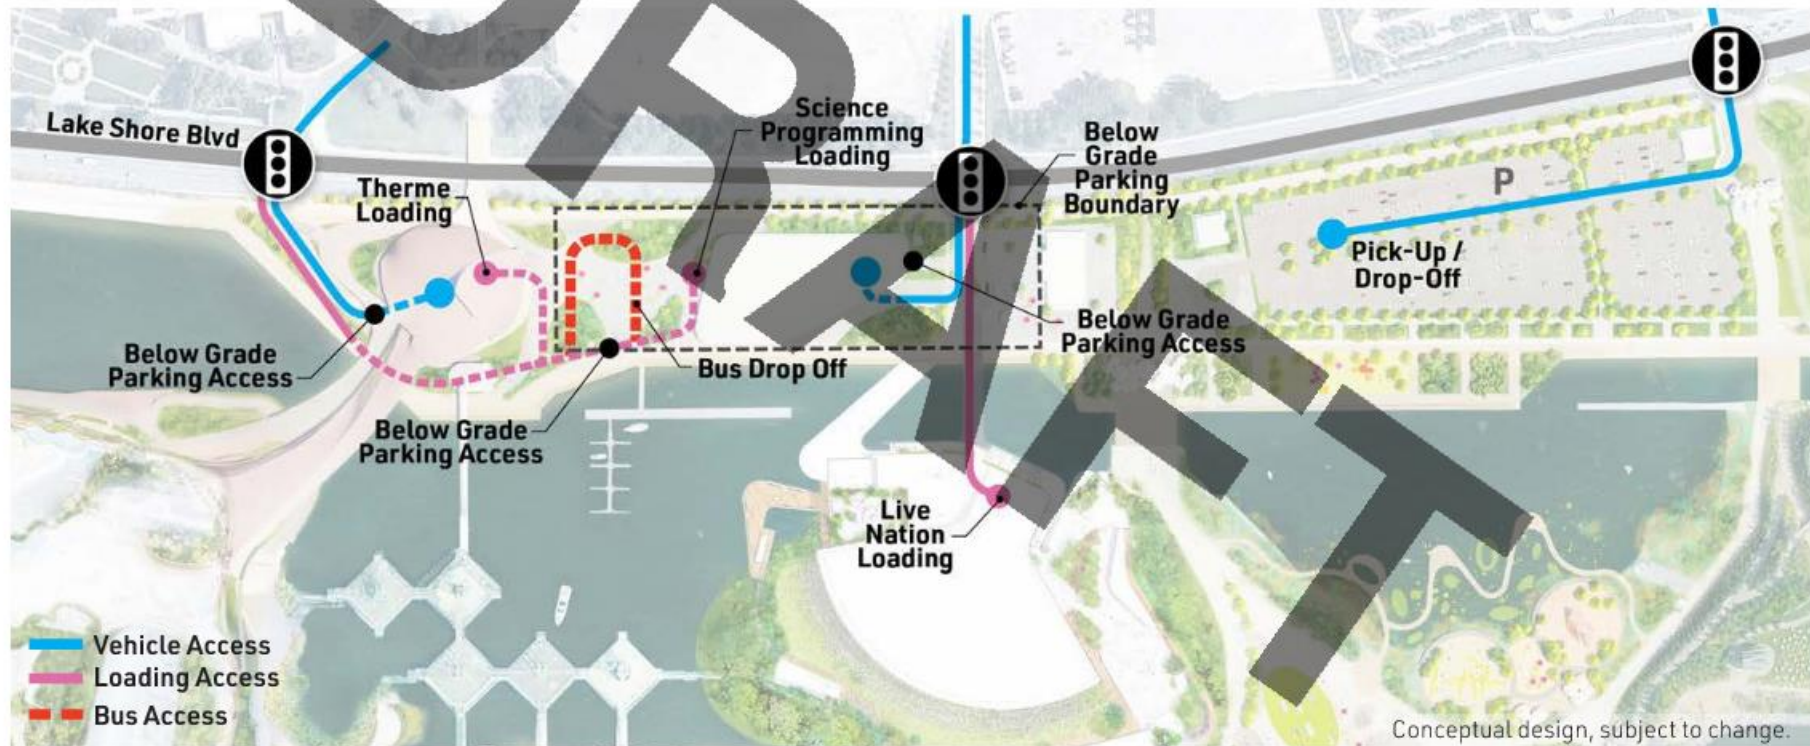 DRAFT
Lake Shore Blvd
Therme
Loading
Science
Programming
Loading
Below
Grade
Parking
Boundary
P
Pick-Up /
Drop-Off
Below Grade
Parking Access
Below Grade
Parking Access
Bus Drop Off
Below Grade
Parking Access
Live
Nation
Loading
Vehicle Access
Loading Access
Bus Access
Conceptual design, subject to change.